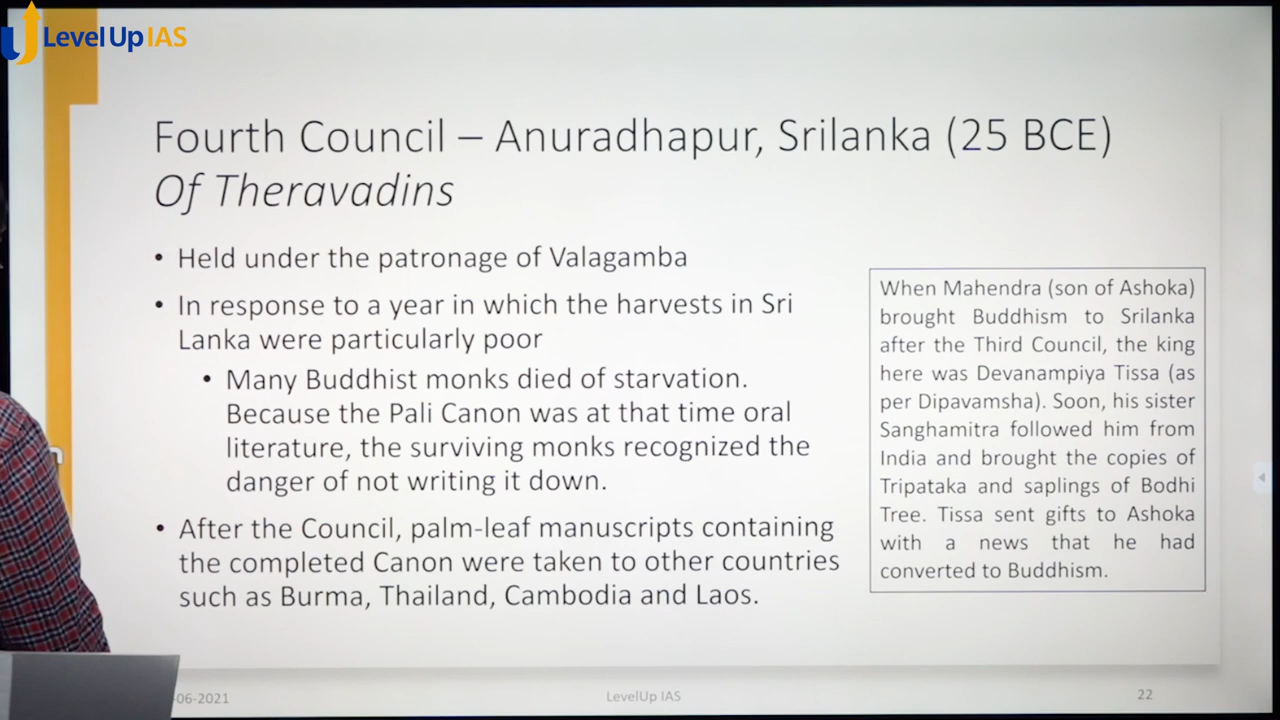 LevelUp IAS
Fourth Council – Anuradhapur, Srilanka (25 BCE)
Of Theravadins
• Held under the patronage of Valagamba
• In response to a year in which the harvests in Sri
Lanka were particularly poor
• Many Buddhist monks died of starvation.
Because the Pali Canon was at that time oral
literature, the surviving monks recognized the
danger of not writing it down.
• After the Council, palm-leaf manuscripts containing
the completed Canon were taken to other countries
such as Burma, Thailand, Cambodia and Laos.
When Mahendra (son of Ashoka)
brought Buddhism to Srilanka
after the Third Council, the king
here was Devanampiya Tissa (as
per Dipavamsha). Soon, his sister
Sanghamitra followed him from
India and brought the copies of
Tripataka and saplings of Bodhi
Tree. Tissa sent gifts to Ashoka
with a news that he had
converted to Buddhism.
-06-2021
LevelUp IAS
22